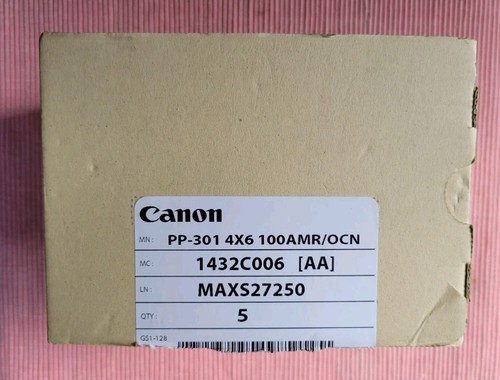 Canon
MN: PP-301 4X6 100AMR/OCN
MC: 1432C006 [AA]
LN: MAXS27250
QTY: 5
GS1-128